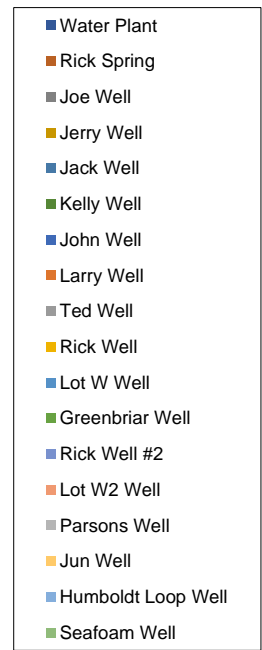 Water Plant
Rick Spring
Joe Well
Jerry Well
Jack Well
Kelly Well
John Well
Larry Well
Ted Well
Rick Well
Lot W Well
Greenbriar Well
Rick Well #2
Lot W2 Well
Parsons Well
Jun Well
Humboldt Loop Well
Seafoam Well